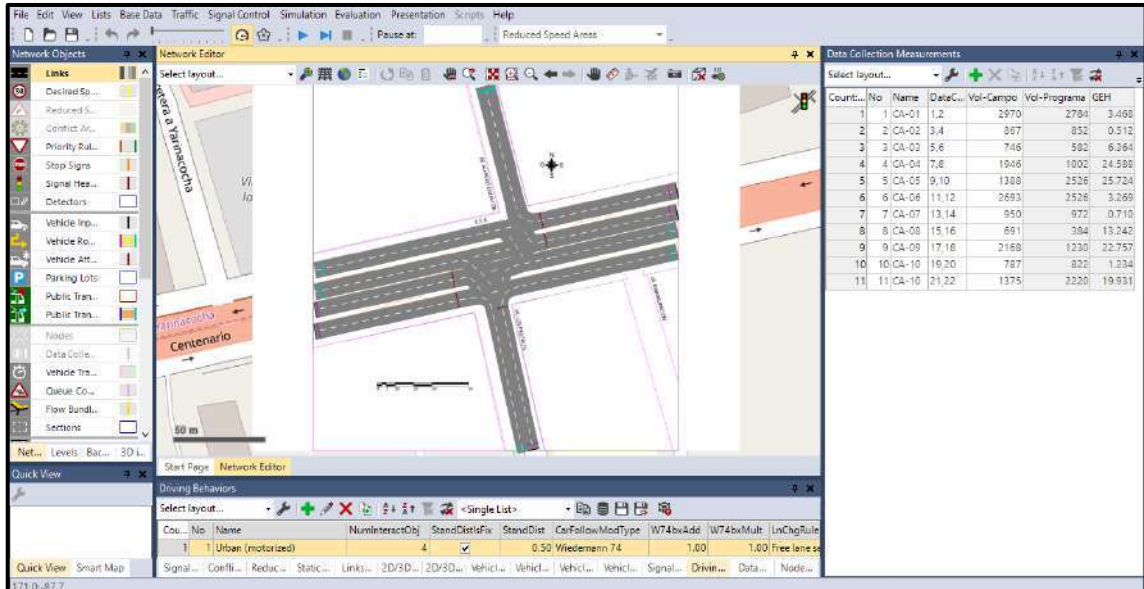 File Edit View Lists Base Data Traffic Signal Control Simulation Evaluation Presentation Scripts Help
Pause at: Reduced Speed Areas
Network Objects
Links
Desired Sp...
Reduced S...
Conflict Ar...
Priority Rul...
Stop Signs
Signal Hea...
Detectors
Vehicle Inp...
Vehicle Ro...
Vehicle Att...
Parking Lots
Public Tran...
Public Tran...
Nodes
Data Colle...
Vehicle Tra...
Queue Co...
Flow Bundl...
Sections
Net... Levels Bac... 3D i...
Quick View
Quick View Smart Map
Network Editor
Select layout...
a Yarinacocha
Yarinacocha
Centenario
50 m
Start Page Network Editor
Driving Behaviors
Select layout... <Single List>
Cou... No Name NumInteractObj StandDistIsFix StandDist CarFollowModType W74bxAdd W74bxMult LnChgRule
1 1 Urban (motorized) 4 0.50 Wiedemann 74 1.00 1.00 Free lane se
Signal... Confli... Reduc... Static... Links... 2D/3D... 2D/3D... Vehicl... Vehicl... Vehicl... Vehicl... Signal... Drivin... Data... Node...
Data Collection Measurements
Select layout...
Count:... No Name DataC... Vol-Campo Vol-Programa GEH
1 1 CA-01 1,2 2970 2784 3.468
2 2 CA-02 3,4 867 852 0.512
3 3 CA-03 5,6 746 582 6.364
4 4 CA-04 7,8 1946 1002 24.588
5 5 CA-05 9,10 1388 2526 25.724
6 6 CA-06 11,12 2693 2526 3.269
7 7 CA-07 13,14 950 972 0.710
8 8 CA-08 15,16 691 384 13.242
9 9 CA-09 17,18 2168 1230 22.757
10 10 CA-10 19,20 787 822 1.234
11 11 CA-10 21,22 1375 2220 19.931
171.0:-87.7